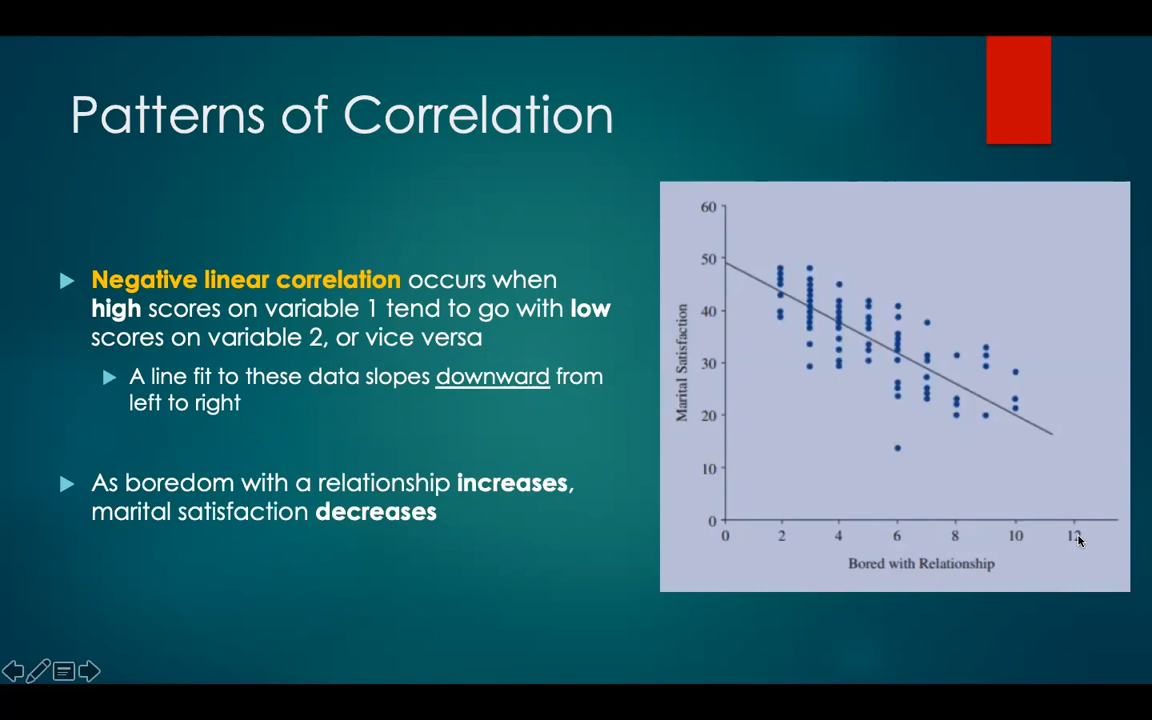 Patterns of Correlation
Negative linear correlation occurs when
high scores on variable 1 tend to go with low
scores on variable 2, or vice versa
A line fit to these data slopes downward from
left to right
As boredom with a relationship increases,
marital satisfaction decreases
60
50
40
30
20
10
0
Marital Satisfaction
0 2 4 6 8 10 12
Bored with Relationship